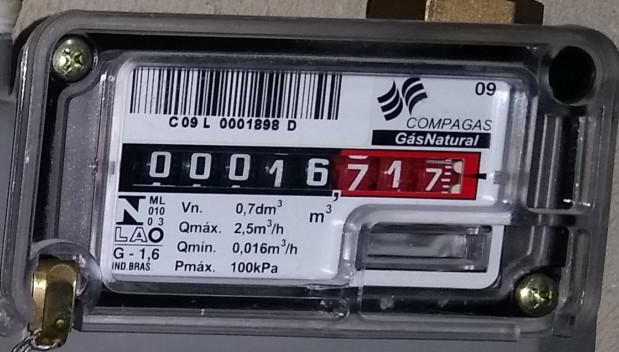 09
C 09 L 0001898 D
COMPAGAS
GásNatural
00016,717
m³
N ML 010 03
LAO
G - 1,6
IND.BRAS
Vn. 0,7dm³
Qmáx. 2,5m³/h
Qmín. 0,016m³/h
Pmáx. 100kPa